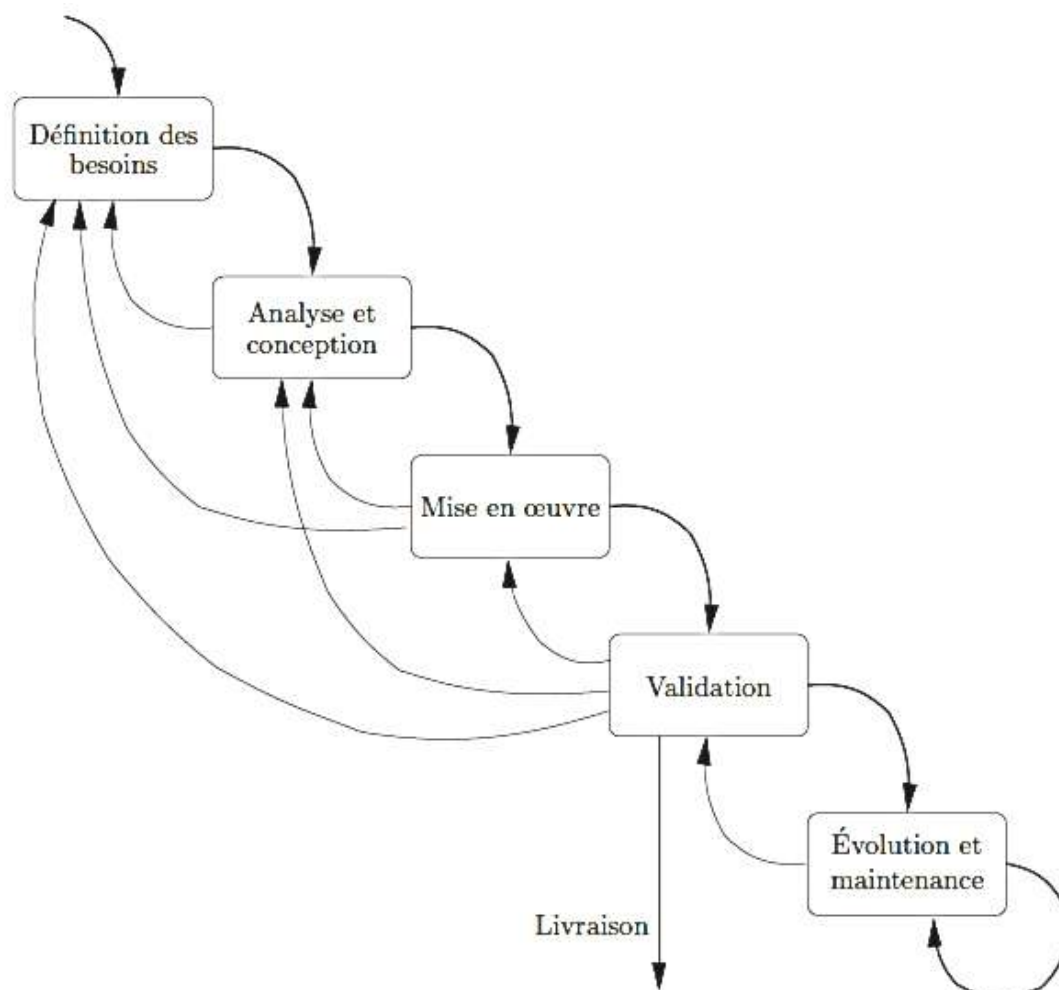 Définition des
besoins
Analyse et
conception
Mise en œuvre
Validation
Évolution et
maintenance
Livraison